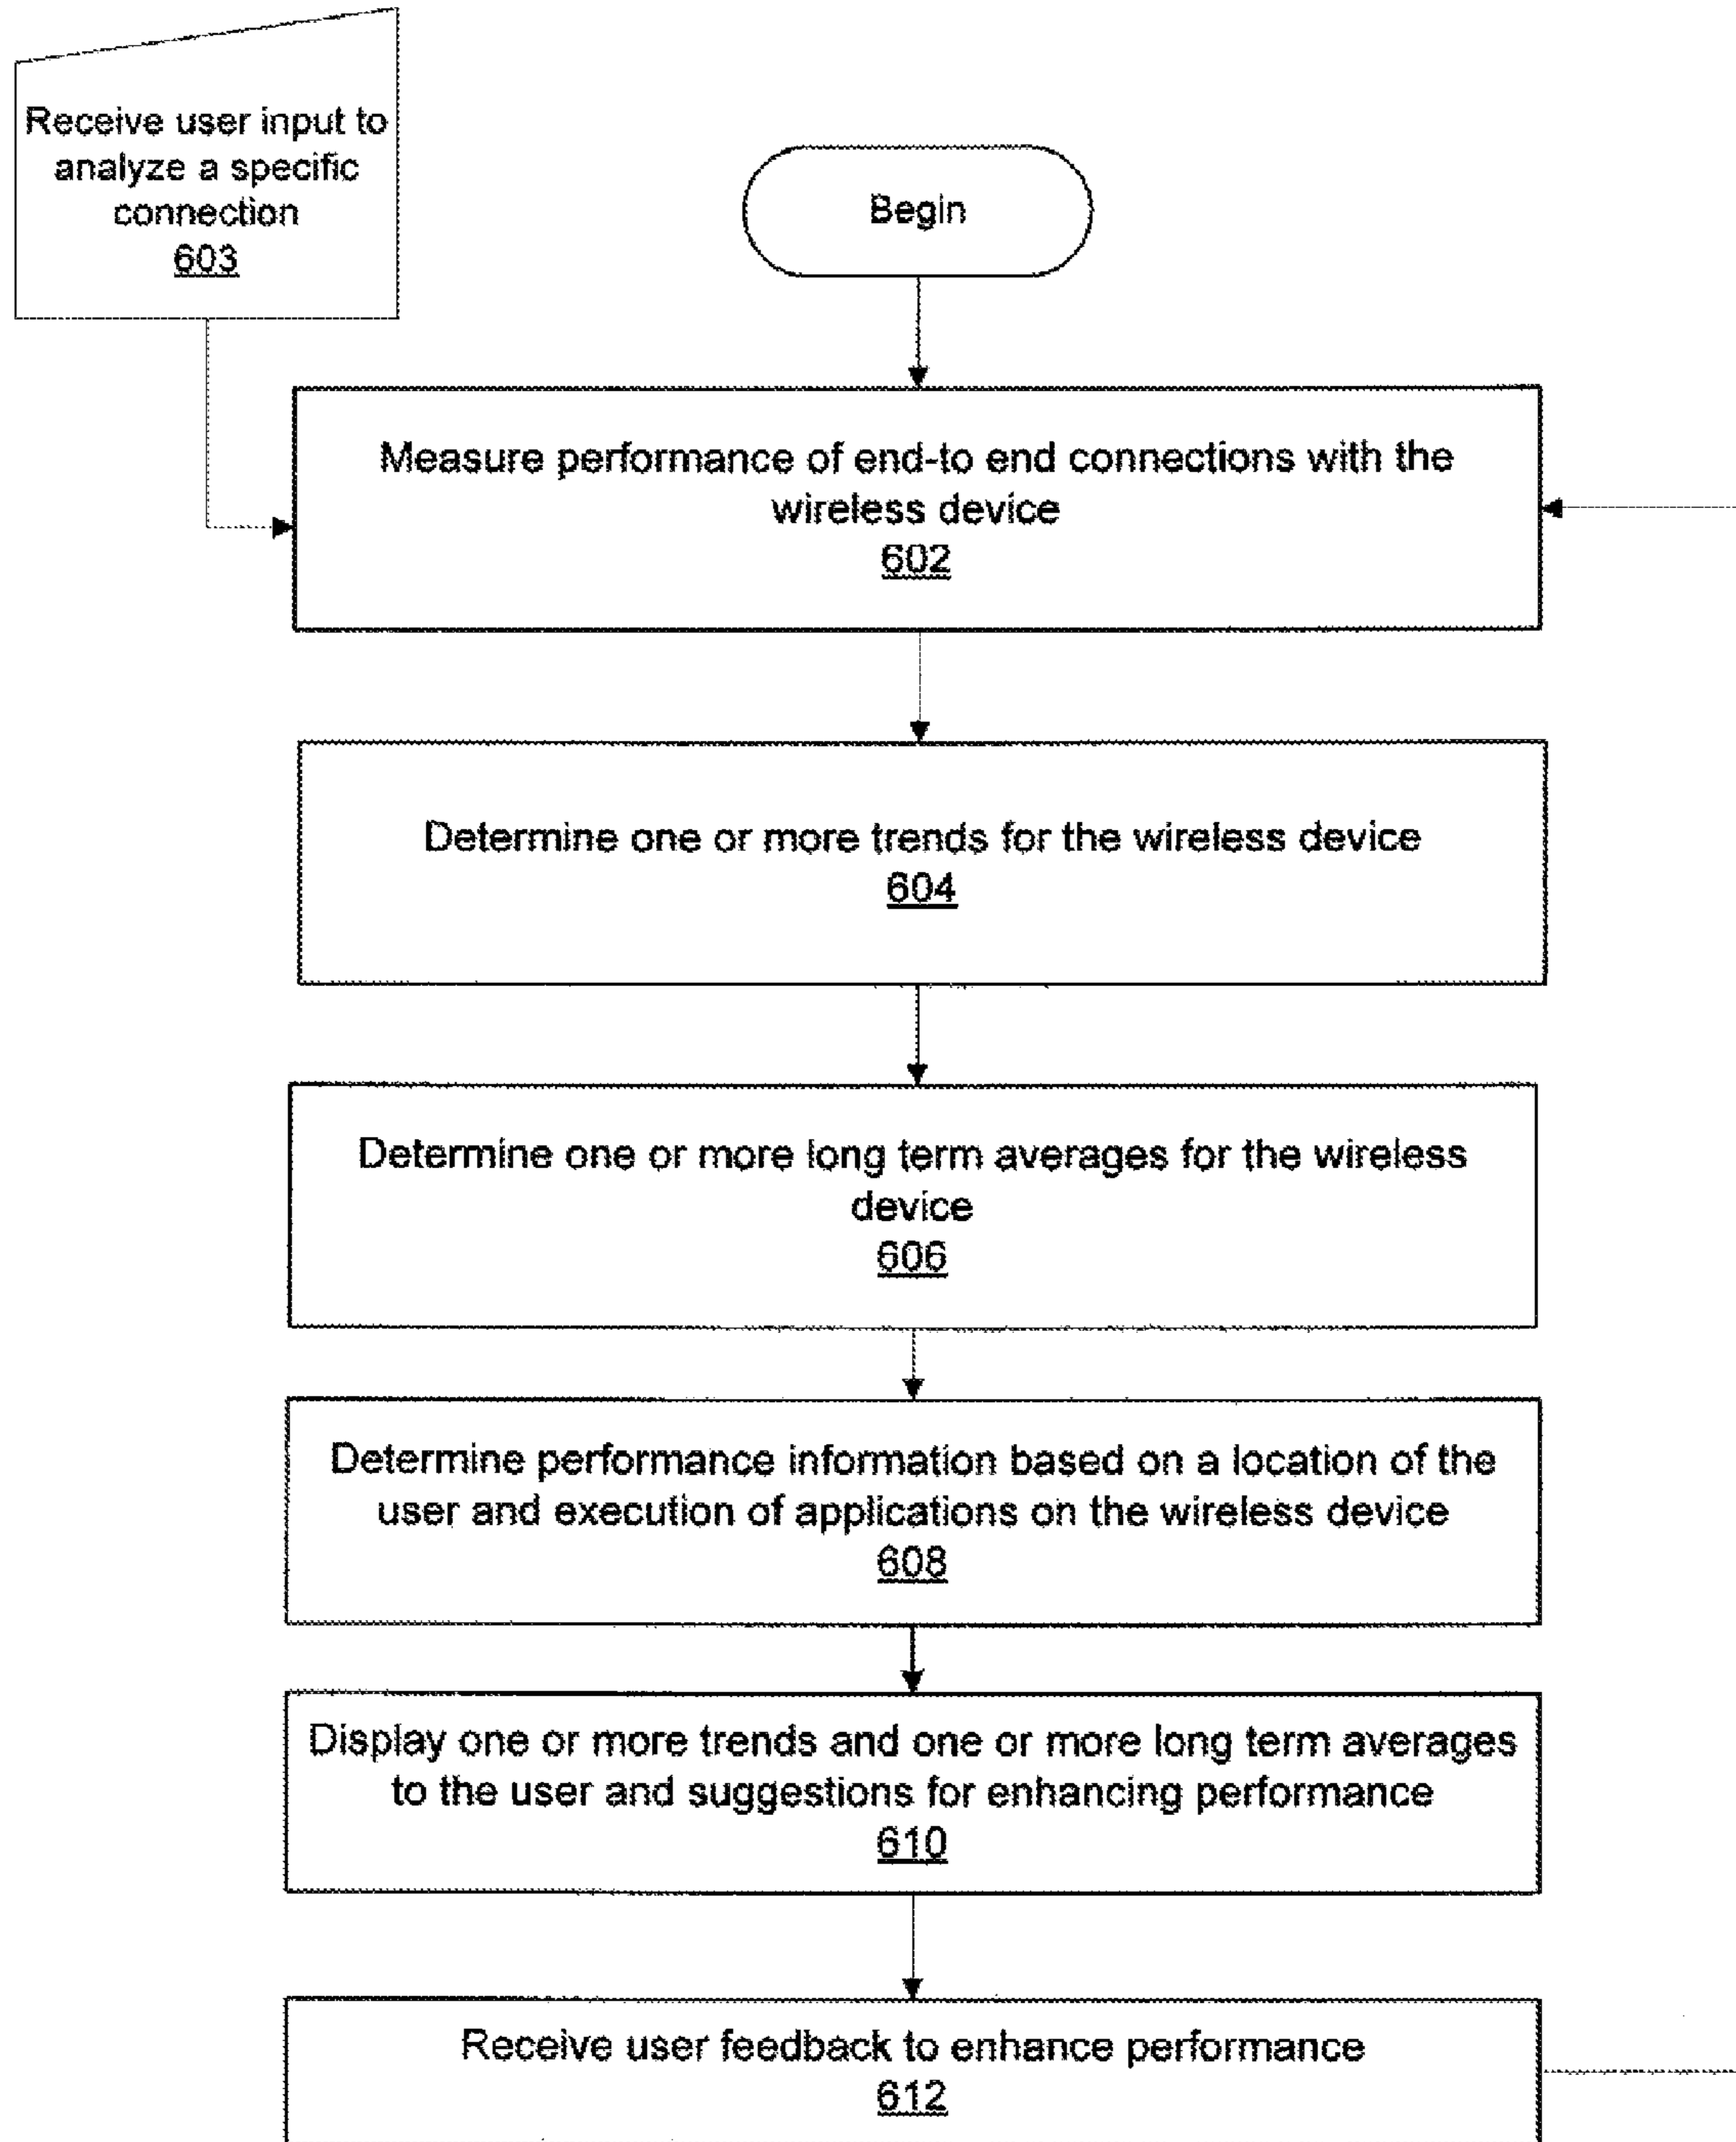 Receive user input to
analyze a specific
connection
603
Begin
Measure performance of end-to end connections with the
wireless device
602
Determine one or more trends for the wireless device
604
Determine one or more long term averages for the wireless
device
606
Determine performance information based on a location of the
user and execution of applications on the wireless device
608
Display one or more trends and one or more long term averages
to the user and suggestions for enhancing performance
610
Receive user feedback to enhance performance
612